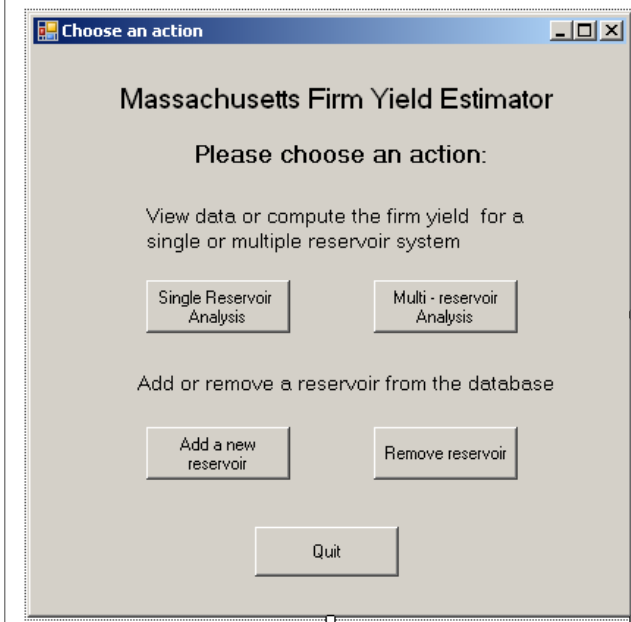 Choose an action
Massachusetts Firm Yield Estimator
Please choose an action:
View data or compute the firm yield for a
single or multiple reservoir system
Single Reservoir
Analysis
Multi - reservoir
Analysis
Add or remove a reservoir from the database
Add a new
reservoir
Remove reservoir
Quit